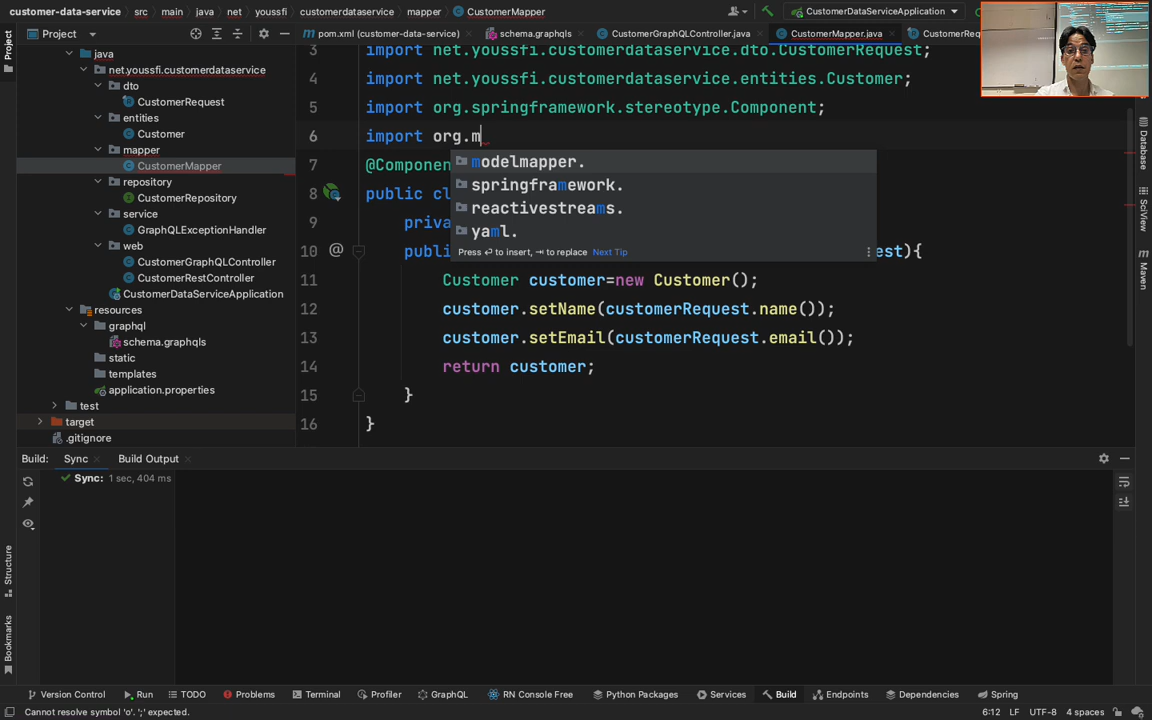 customer-data-service src main java net youssfi customerdataservice mapper CustomerMapper
CustomerDataServiceApplication
Project
pom.xml (customer-data-service)
schema.graphqls
CustomerGraphQLController.java
CustomerMapper.java
CustomerReq
java
net.youssfi.customerdataservice
dto
CustomerRequest
entities
Customer
mapper
CustomerMapper
repository
CustomerRepository
service
GraphQLExceptionHandler
web
CustomerGraphQLController
CustomerRestController
CustomerDataServiceApplication
resources
graphql
schema.graphqls
static
templates
application.properties
test
target
.gitignore
3 import net.youssfi.customerdataservice.dto.CustomerRequest;
4 import net.youssfi.customerdataservice.entities.Customer;
5 import org.springframework.stereotype.Component;
6 import org.m
7 @Componen
8 public cl
9 priva
10 publi est){
11 Customer customer=new Customer();
12 customer.setName(customerRequest.name());
13 customer.setEmail(customerRequest.email());
14 return customer;
15 }
16 }
modelmapper.
springframework.
reactivestreams.
yaml.
Press ⏎ to insert, ⇥ to replace Next Tip
Project
Structure
Bookmarks
Database
SciView
Maven
Build: Sync Build Output
Sync: 1 sec, 404 ms
Version Control Run TODO Problems Terminal Profiler GraphQL RN Console Free Python Packages Services Build Endpoints Dependencies Spring
Cannot resolve symbol 'o'. ';' expected.
6:12 LF UTF-8 4 spaces